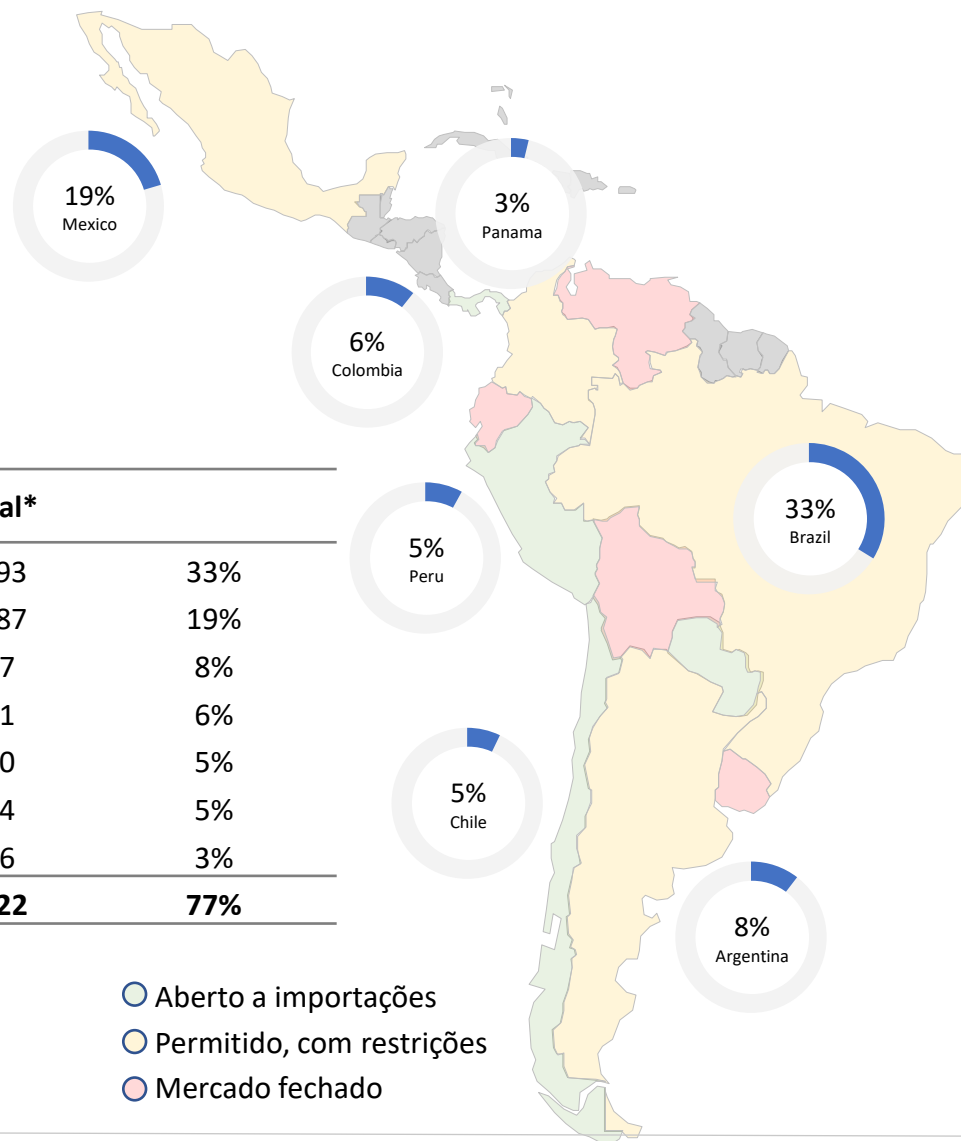 19%
Mexico
3%
Panama
6%
Colombia
33%
Brazil
5%
Peru
5%
Chile
8%
Argentina
al*
93 33%
87 19%
7 8%
1 6%
0 5%
4 5%
6 3%
22 77%
Aberto a importações
Permitido, com restrições
Mercado fechado